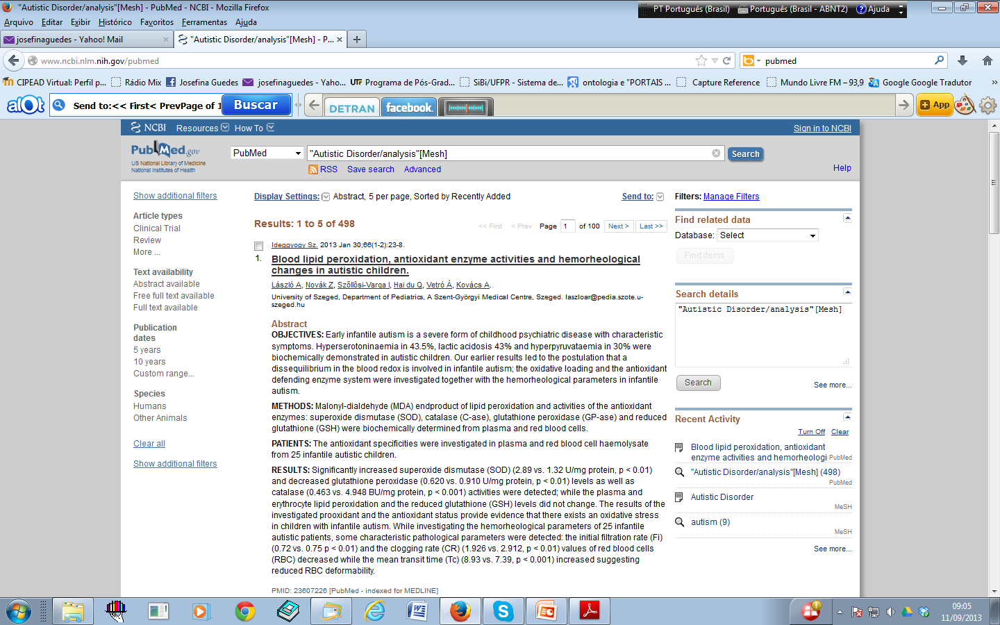 "Autistic Disorder/analysis"[Mesh] - PubMed - NCBI - Mozilla Firefox
PT Português (Brasil) Português (Brasil - ABNT2) Ajuda
Arquivo Editar Exibir Histórico Favoritos Ferramentas Ajuda
josefinaguedes - Yahoo! Mail
"Autistic Disorder/analysis"[Mesh] - P...
www.ncbi.nlm.nih.gov/pubmed
pubmed
CIPEAD Virtual: Perfil p... Rádio Mix Josefina Guedes josefinaguedes - Yaho... UTF Programa de Pós-Grad... SiBi/UFPR - Sistema de... ontologia e "PORTAIS ... Capture Reference Mundo Livre FM – 93,9 Google Google Tradutor »
alot Send to:<< First< PrevPage of 1 Buscar DETRAN facebook. App
NCBI Resources How To Sign in to NCBI
PubMed.gov
US National Library of Medicine
National Institutes of Health
PubMed "Autistic Disorder/analysis"[Mesh] Search
RSS Save search Advanced Help
Show additional filters
Article types
Clinical Trial
Review
More ...
Text availability
Abstract available
Free full text available
Full text available
Publication
dates
5 years
10 years
Custom range...
Species
Humans
Other Animals
Clear all
Show additional filters
Display Settings: Abstract, 5 per page, Sorted by Recently Added Send to:
Results: 1 to 5 of 498
<< First < Prev Page 1 of 100 Next > Last >>
Ideggyogy Sz. 2013 Jan 30;66(1-2):23-8.
1. Blood lipid peroxidation, antioxidant enzyme activities and hemorheological
changes in autistic children.
László A, Novák Z, Szőllősi-Varga I, Hai du Q, Vetró Á, Kovács A.
University of Szeged, Department of Pediatrics, A Szent-Györgyi Medical Centre, Szeged. laszloar@pedia.szote.u-
szeged.hu
Abstract
OBJECTIVES: Early infantile autism is a severe form of childhood psychiatric disease with characteristic
symptoms. Hyperserotoninaemia in 43.5%, lactic acidosis 43% and hyperpyruvataemia in 30% were
biochemically demonstrated in autistic children. Our earlier results led to the postulation that a
dissequilibrium in the blood redox is involved in infantile autism; the oxidative loading and the antioxidant
defending enzyme system were investigated together with the hemorheological parameters in infantile
autism.
METHODS: Malonyl-dialdehyde (MDA) endproduct of lipid peroxidation and activities of the antioxidant
enzymes: superoxide dismutase (SOD), catalase (C-ase), glutathione peroxidase (GP-ase) and reduced
glutathione (GSH) were biochemically determined from plasma and red blood cells.
PATIENTS: The antioxidant specificities were investigated in plasma and red blood cell haemolysate
from 25 infantile autistic children.
RESULTS: Significantly increased superoxide dismutase (SOD) (2.89 vs. 1.32 U/mg protein, p < 0.01)
and decreased glutathione peroxidase (0.620 vs. 0.910 U/mg protein, p < 0.01) levels as well as
catalase (0.463 vs. 4.948 BU/mg protein, p < 0.001) activities were detected; while the plasma and
erythrocyte lipid peroxidation and the reduced glutathione (GSH) levels did not change. The results of the
investigated prooxidant and the antioxidant status provide evidence that there exists an oxidative stress
in children with infantile autism. While investigating the hemorheological parameters of 25 infantile
autistic patients, some characteristic pathological parameters were detected: the initial filtration rate (Fi)
(0.72 vs. 0.75 p < 0.01) and the clogging rate (CR) (1.926 vs. 2.912, p < 0.01) values of red blood cells
(RBC) decreased while the mean transit time (Tc) (8.93 vs. 7.39, p < 0.001) increased suggesting
reduced RBC deformability.
PMID: 23607226 [PubMed - indexed for MEDLINE]
Filters: Manage Filters
Find related data
Database: Select
Find items
Search details
"Autistic Disorder/analysis"[Mesh]
Search See more...
Recent Activity
Turn Off Clear
Blood lipid peroxidation, antioxidant
enzyme activities and hemorheologi PubMed
"Autistic Disorder/analysis"[Mesh] (498)
PubMed
Autistic Disorder
MeSH
autism (9)
MeSH
See more...
09:05
11/09/2013